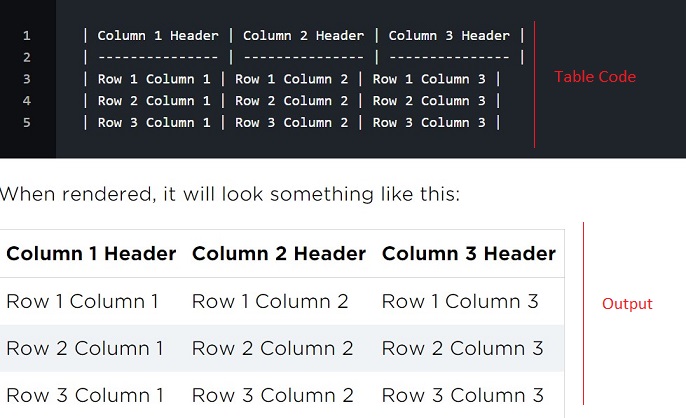 1 | Column 1 Header | Column 2 Header | Column 3 Header |
2 | --------------- | --------------- | --------------- |
3 | Row 1 Column 1 | Row 1 Column 2 | Row 1 Column 3 |
4 | Row 2 Column 1 | Row 2 Column 2 | Row 2 Column 3 |
5 | Row 3 Column 1 | Row 3 Column 2 | Row 3 Column 3 |
Table Code
When rendered, it will look something like this:
Column 1 Header Column 2 Header Column 3 Header
Row 1 Column 1 Row 1 Column 2 Row 1 Column 3
Row 2 Column 1 Row 2 Column 2 Row 2 Column 3
Row 3 Column 1 Row 3 Column 2 Row 3 Column 3
Output